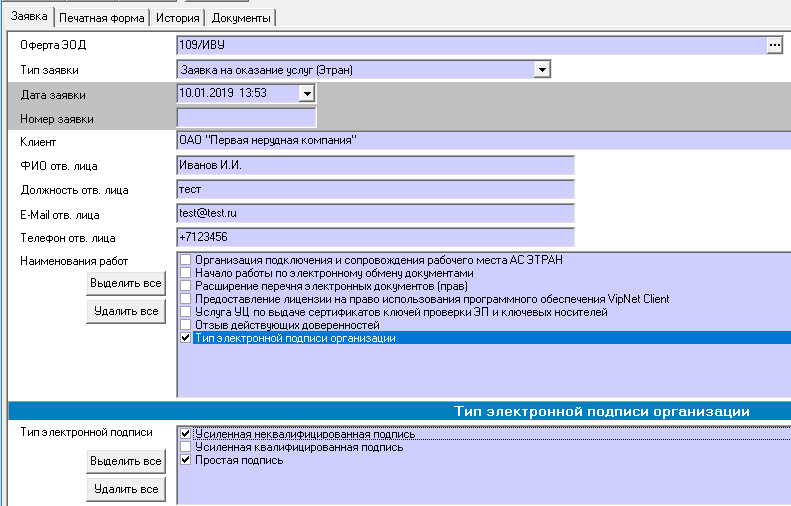 Заявка Печатная форма История Документы
Оферта ЗОД 109/ИВУ ...
Тип заявки Заявка на оказание услуг (Этран)
Дата заявки 10.01.2019 13:53
Номер заявки
Клиент ОАО "Первая нерудная компания"
ФИО отв. лица Иванов И.И.
Должность отв. лица тест
E-Mail отв. лица test@test.ru
Телефон отв. лица +7123456
Наименования работ Организация подключения и сопровождения рабочего места АС ЭТРАН
Начало работы по электронному обмену документами
Выделить все Расширение перечня электронных документов (прав)
Предоставление лицензии на право использования программного обеспечения VipNet Client
Удалить все Услуга УЦ по выдаче сертификатов ключей проверки ЭП и ключевых носителей
Отзыв действующих доверенностей
Тип электронной подписи организации
Тип электронной подписи организации
Тип электронной подписи Усиленная неквалифицированная подпись
Усиленная квалифицированная подпись
Выделить все Простая подпись
Удалить все